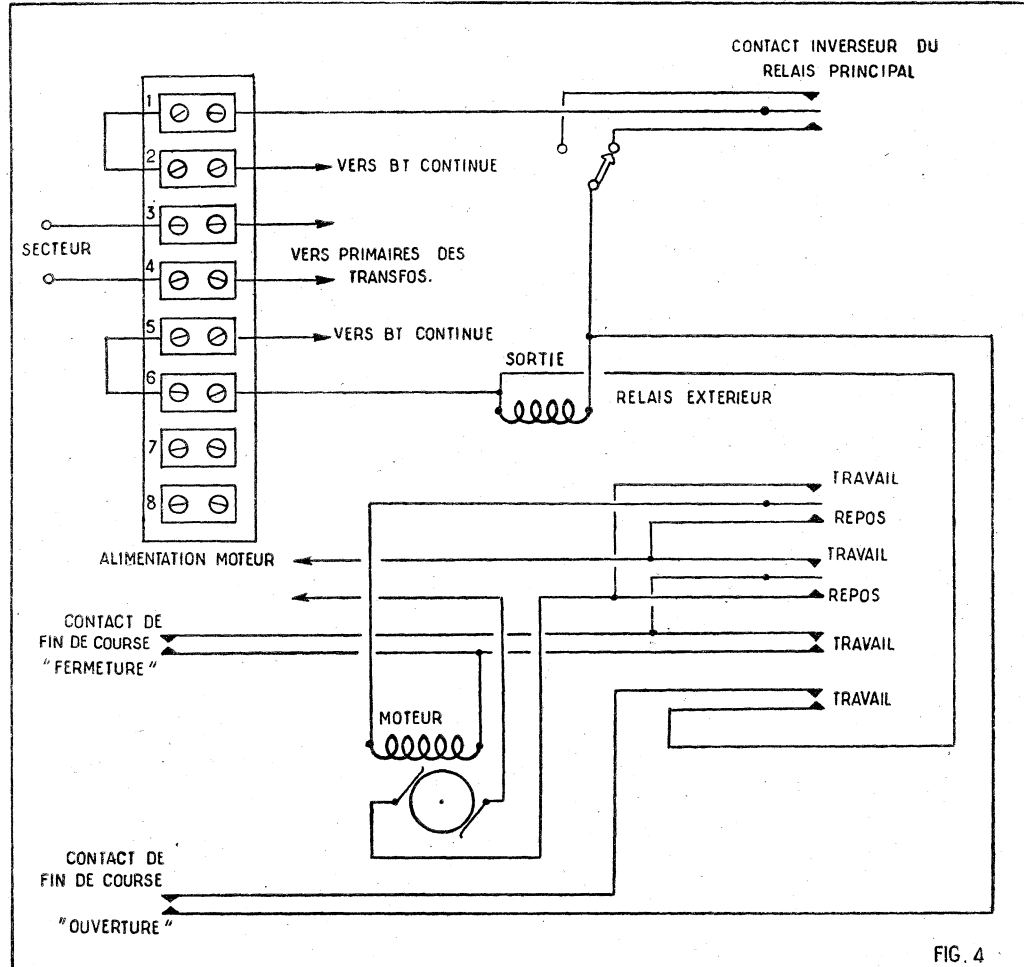 CONTACT INVERSEUR DU
RELAIS PRINCIPAL
1
2
VERS BT CONTINUE
3
SECTEUR
4
VERS PRIMAIRES DES
TRANSFOS.
5
VERS BT CONTINUE
6
SORTIE
RELAIS EXTERIEUR
7
8
TRAVAIL
REPOS
ALIMENTATION MOTEUR
TRAVAIL
REPOS
CONTACT DE
FIN DE COURSE
"FERMETURE"
TRAVAIL
TRAVAIL
MOTEUR
CONTACT DE
FIN DE COURSE
"OUVERTURE"
FIG. 4